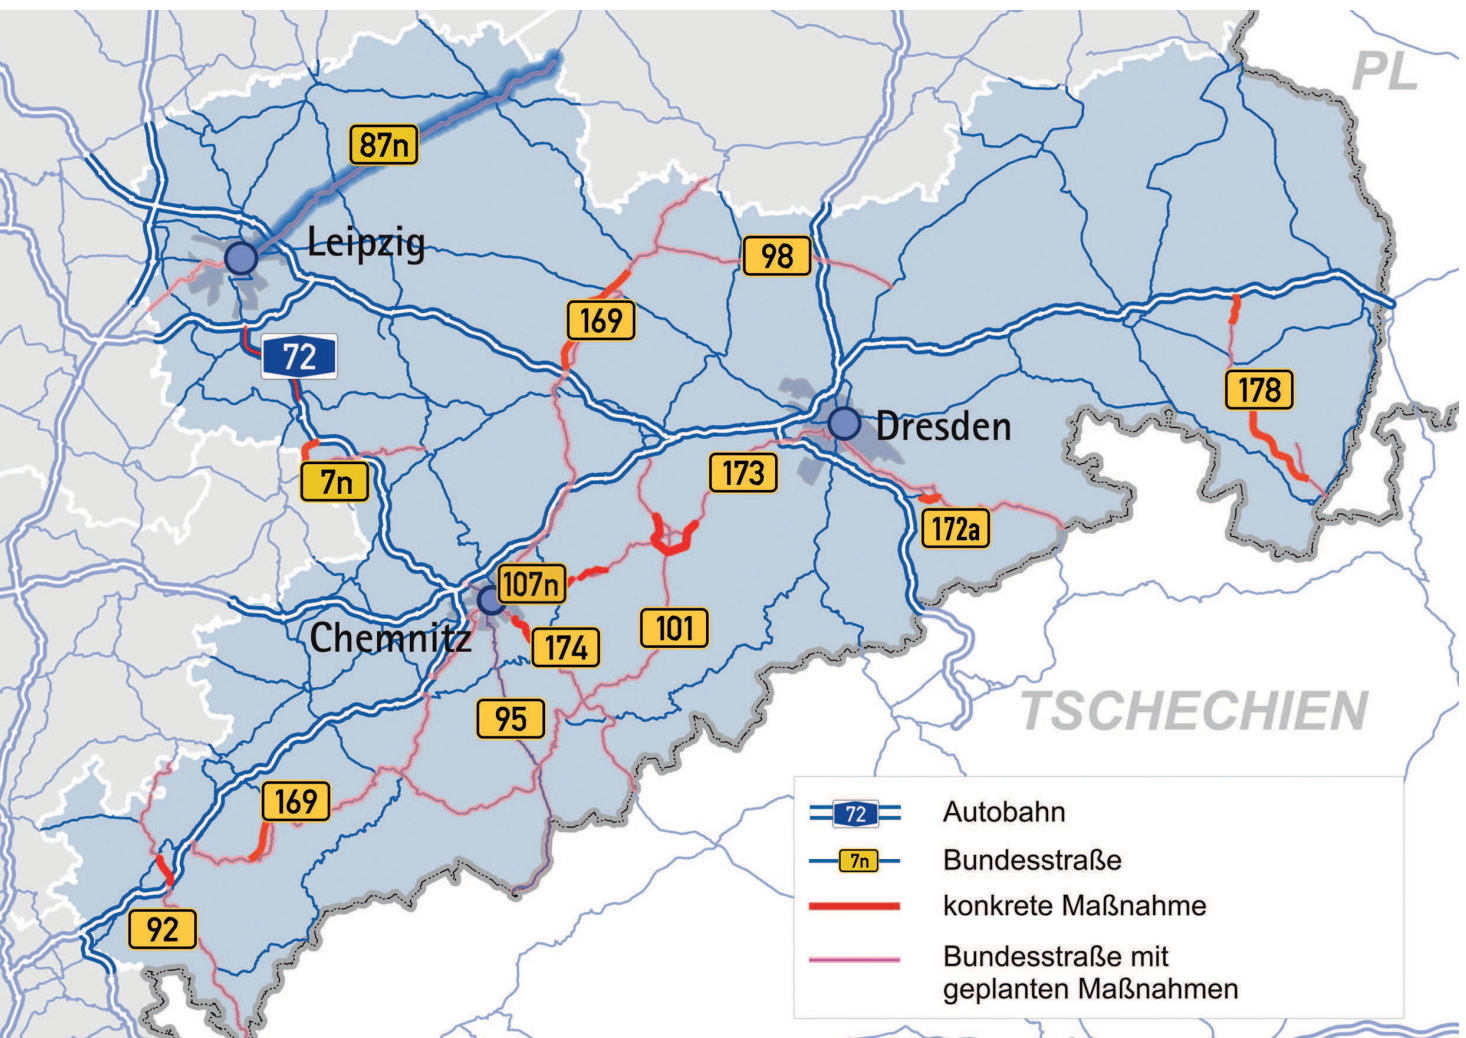 PL
87n
Leipzig
98
169
72
178
Dresden
173
7n
172a
107n
101
Chemnitz
174
TSCHECHIEN
95
169
92
72
Autobahn
7n
Bundesstraße
konkrete Maßnahme
Bundesstraße mit
geplanten Maßnahmen